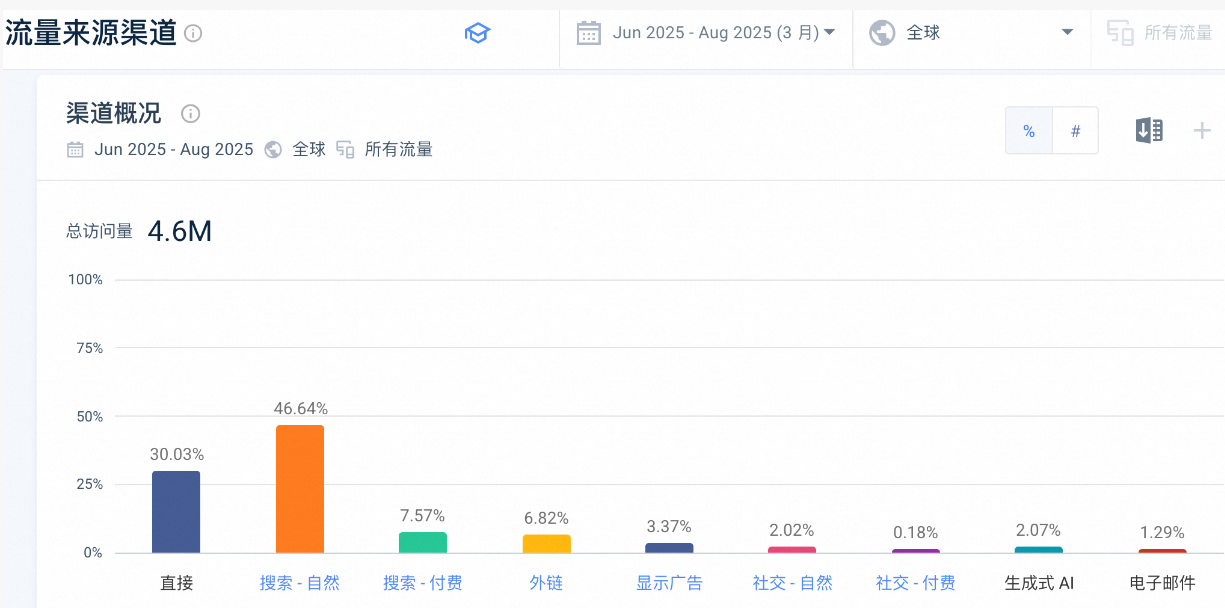 流量来源渠道
Jun 2025 - Aug 2025 (3 月)
全球
所有流量
渠道概况
Jun 2025 - Aug 2025 全球 所有流量
% #
总访问量 4.6M
100%
75%
50%
25%
0%
30.03%
46.64%
7.57%
6.82%
3.37%
2.02%
0.18%
2.07%
1.29%
直接
搜索 - 自然
搜索 - 付费
外链
显示广告
社交 - 自然
社交 - 付费
生成式 AI
电子邮件